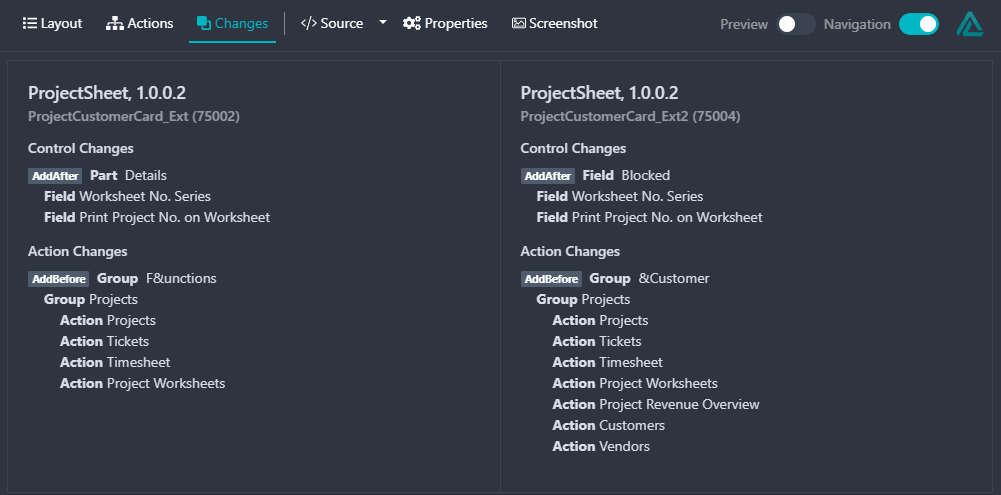 Layout Actions Changes Source Properties Screenshot Preview Navigation
ProjectSheet, 1.0.0.2
ProjectCustomerCard_Ext (75002)
Control Changes
AddAfter Part Details
Field Worksheet No. Series
Field Print Project No. on Worksheet
Action Changes
AddBefore Group F&unctions
Group Projects
Action Projects
Action Tickets
Action Timesheet
Action Project Worksheets
ProjectSheet, 1.0.0.2
ProjectCustomerCard_Ext2 (75004)
Control Changes
AddAfter Field Blocked
Field Worksheet No. Series
Field Print Project No. on Worksheet
Action Changes
AddBefore Group &Customer
Group Projects
Action Projects
Action Tickets
Action Timesheet
Action Project Worksheets
Action Project Revenue Overview
Action Customers
Action Vendors